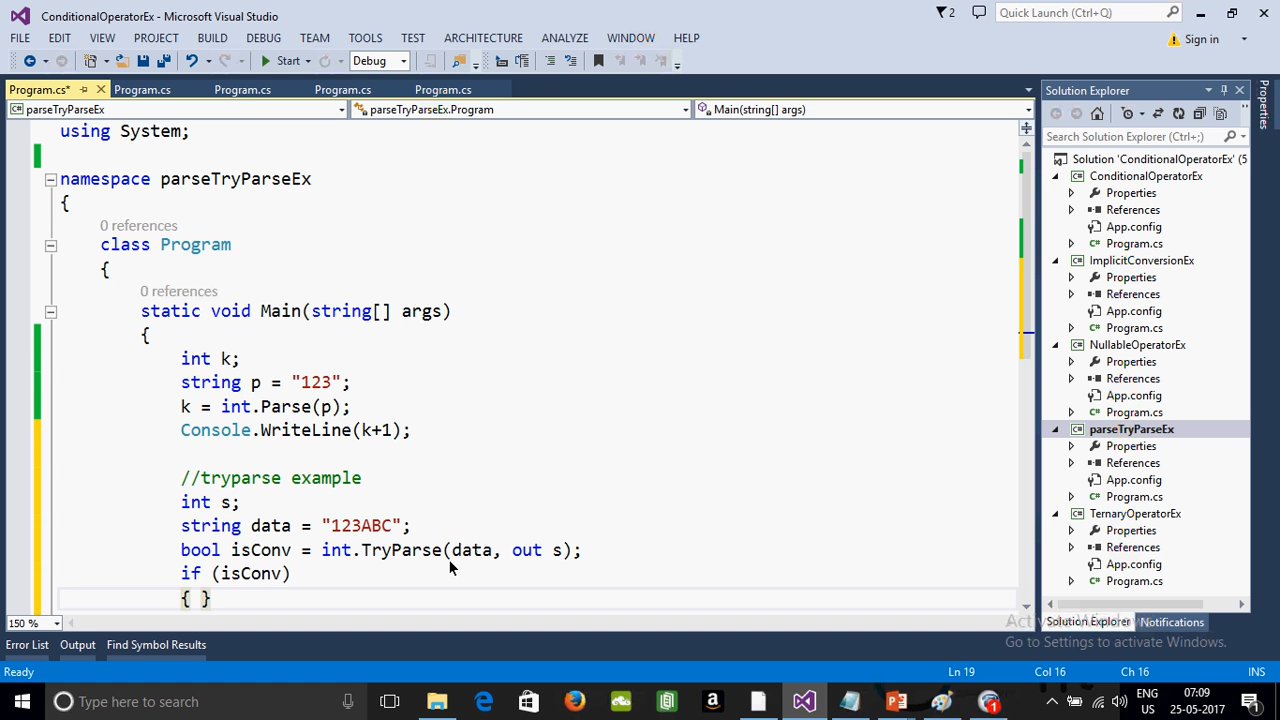 ConditionalOperatorEx - Microsoft Visual Studio
2
Quick Launch (Ctrl+Q)
FILE EDIT VIEW PROJECT BUILD DEBUG TEAM TOOLS TEST ARCHITECTURE ANALYZE WINDOW HELP
Sign in
Start Debug
Program.cs* Program.cs Program.cs Program.cs Program.cs
parseTryParseEx parseTryParseEx.Program Main(string[] args)
using System;
namespace parseTryParseEx
{
0 references
class Program
{
0 references
static void Main(string[] args)
{
int k;
string p = "123";
k = int.Parse(p);
Console.WriteLine(k+1);
//tryparse example
int s;
string data = "123ABC";
bool isConv = int.TryParse(data, out s);
if (isConv)
{ }
150 %
Solution Explorer
Search Solution Explorer (Ctrl+;)
Solution 'ConditionalOperatorEx' (5
ConditionalOperatorEx
Properties
References
App.config
Program.cs
ImplicitConversionEx
Properties
References
App.config
Program.cs
NullableOperatorEx
Properties
References
App.config
Program.cs
parseTryParseEx
Properties
References
App.config
Program.cs
TernaryOperatorEx
Properties
References
App.config
Program.cs
Solution Explorer Notifications
Properties
Activate Windows
Go to Settings to activate Windows.
Error List Output Find Symbol Results
Ready Ln 19 Col 16 Ch 16 INS
Type here to search
ENG
US
07:09
25-05-2017